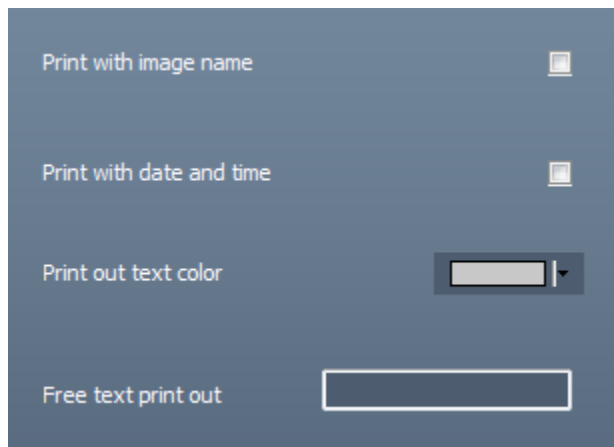 Print with image name
Print with date and time
Print out text color
Free text print out